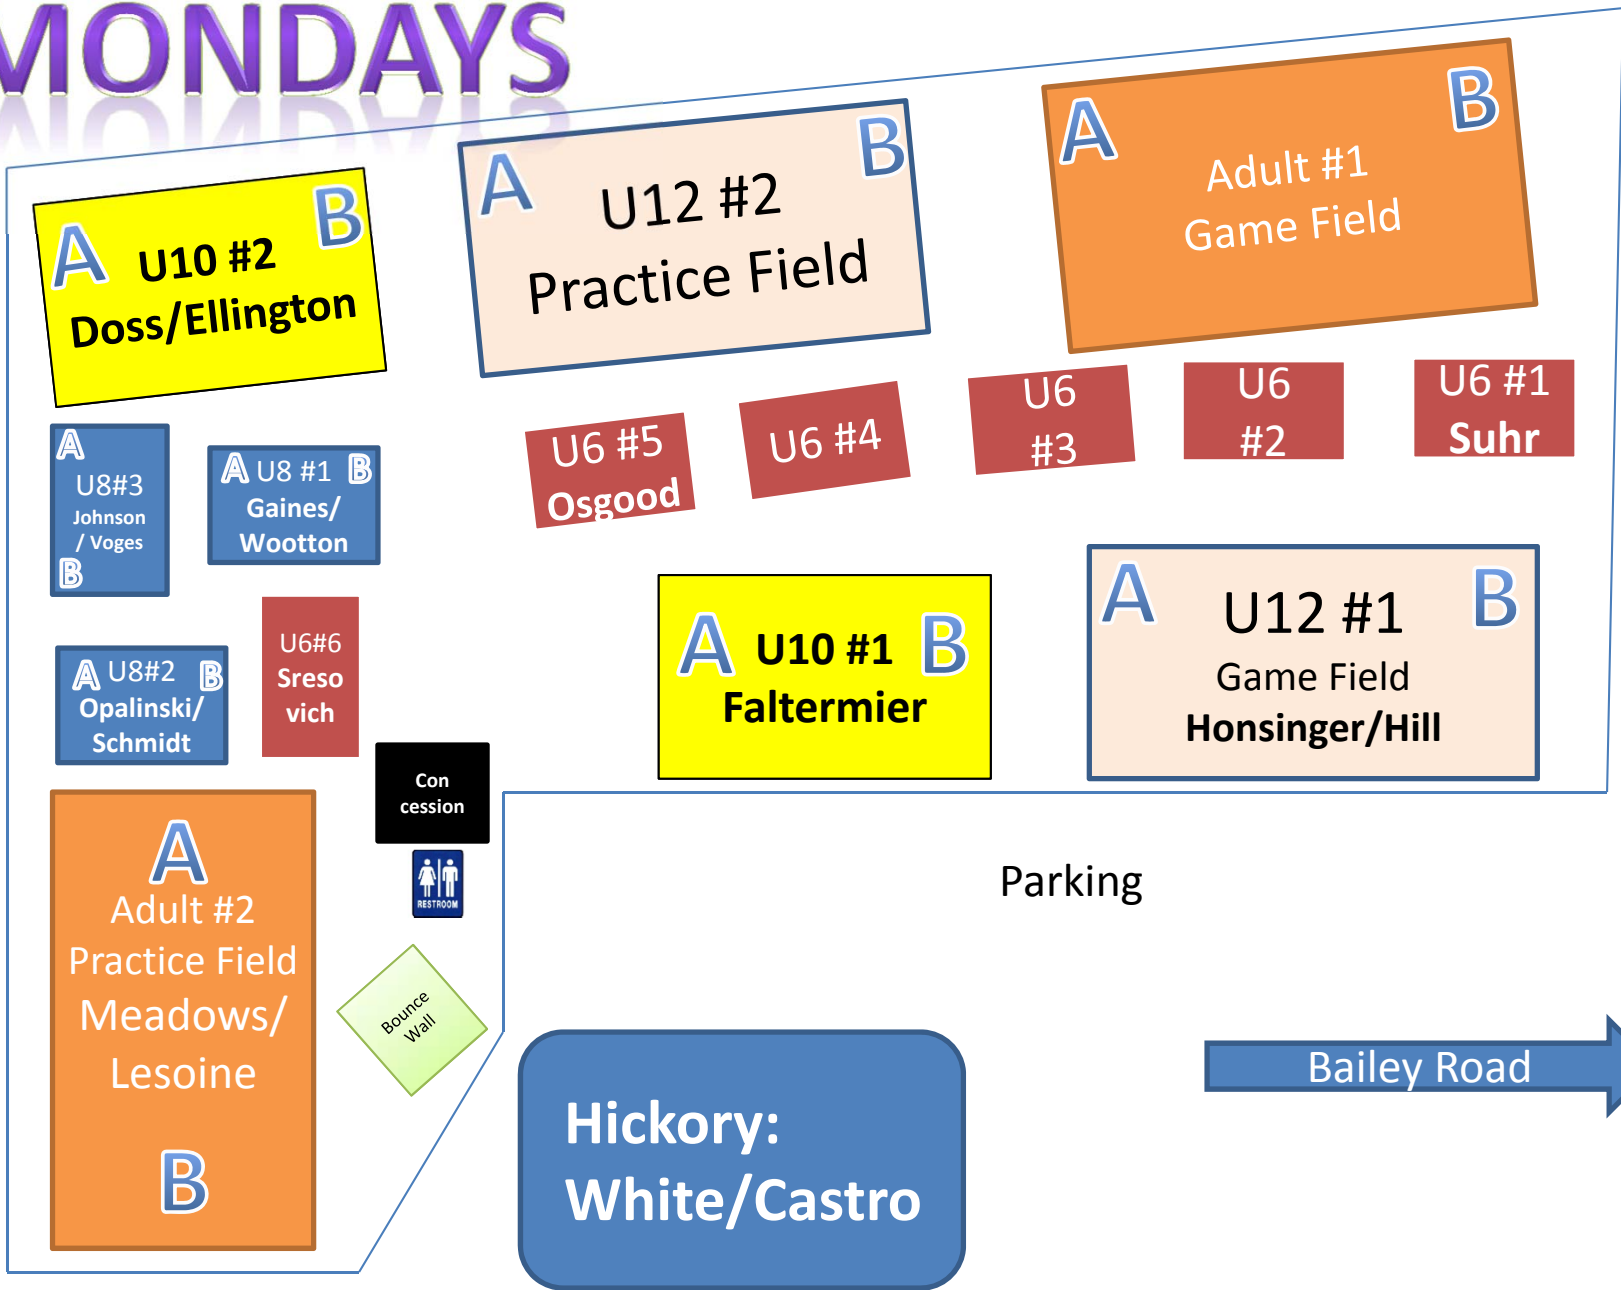 MONDAYS
A B
U10 #2
Doss/Ellington
A B
U12 #2
Practice Field
A B
Adult #1
Game Field
A
U8#3
Johnson
/ Voges
B
A U8 #1 B
Gaines/
Wootton
U6 #5
Osgood
U6 #4
U6
#3
U6
#2
U6 #1
Suhr
A U8#2 B
Opalinski/
Schmidt
U6#6
Sreso
vich
A U10 #1 B
Faltermier
A U12 #1 B
Game Field
Honsinger/Hill
Con
cession
RESTROOM
A
Adult #2
Practice Field
Meadows/
Lesoine
B
Bounce
Wall
Parking
Bailey Road
Hickory:
White/Castro